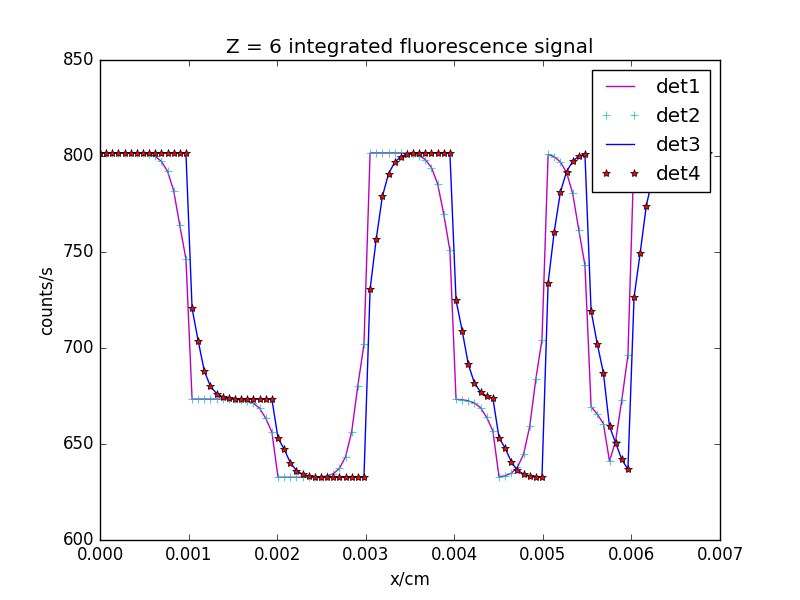 Z = 6 integrated fluorescence signal
850
800
750
700
650
600
counts/s
det1
det2
det3
det4
0.000 0.001 0.002 0.003 0.004 0.005 0.006 0.007
x/cm